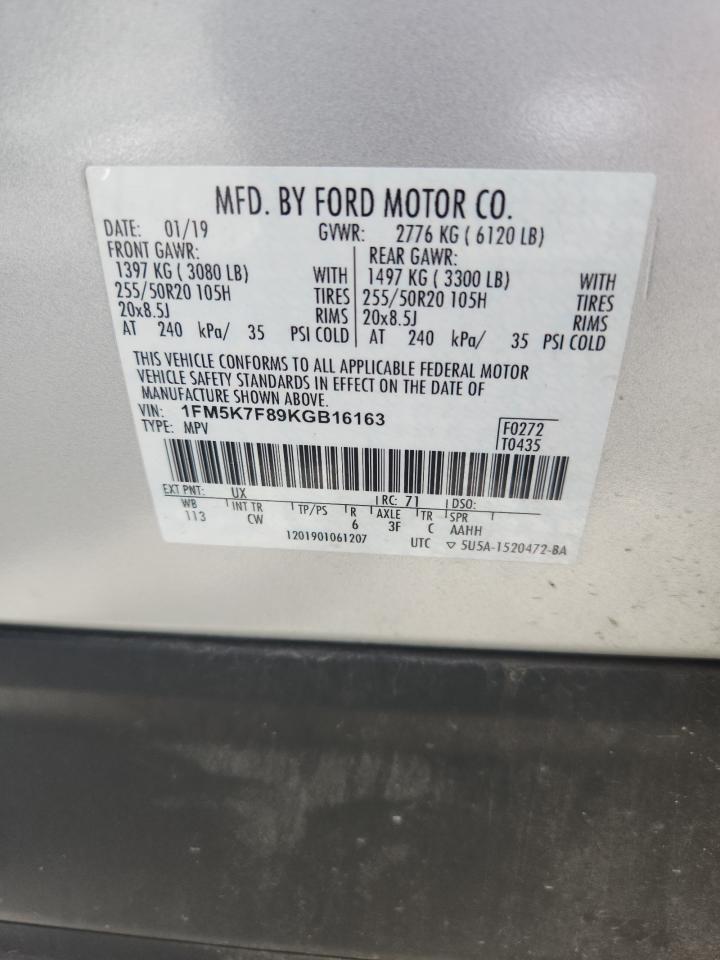 MFD. BY FORD MOTOR CO.
DATE: 01/19 GVWR: 2776 KG ( 6120 LB)
FRONT GAWR: REAR GAWR:
1397 KG ( 3080 LB) WITH 1497 KG ( 3300 LB) WITH
255/50R20 105H TIRES 255/50R20 105H TIRES
20x8.5J RIMS 20x8.5J RIMS
AT 240 kPa/ 35 PSI COLD AT 240 kPa/ 35 PSI COLD
THIS VEHICLE CONFORMS TO ALL APPLICABLE FEDERAL MOTOR
VEHICLE SAFETY STANDARDS IN EFFECT ON THE DATE OF
MANUFACTURE SHOWN ABOVE.
VIN: 1FM5K7F89KGB16163
TYPE: MPV
F0272
T0435
EXT PNT: UX RC: 71 DSO:
WB INT TR TP/PS R AXLE TR SPR
113 CW 6 3F C AAHH
1201901061207 UTC ▽ 5U5A-1520472-BA